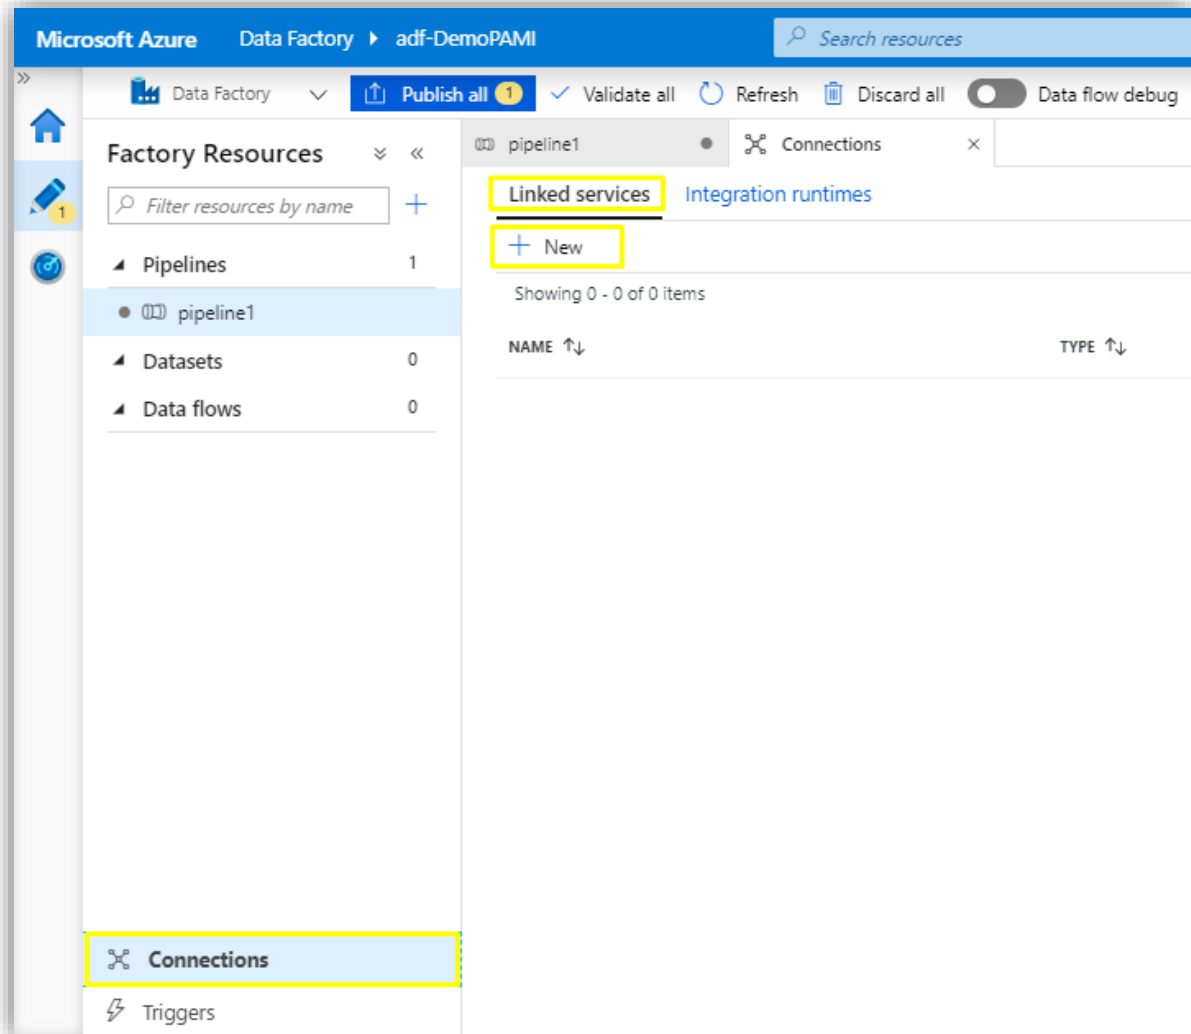 Microsoft Azure Data Factory adf-DemoPAMI Search resources
Data Factory Publish all 1 Validate all Refresh Discard all Data flow debug
Factory Resources
Filter resources by name
1
Pipelines 1
pipeline1
Datasets 0
Data flows 0
Connections
Triggers
pipeline1 Connections
Linked services Integration runtimes
New
Showing 0 - 0 of 0 items
NAME TYPE